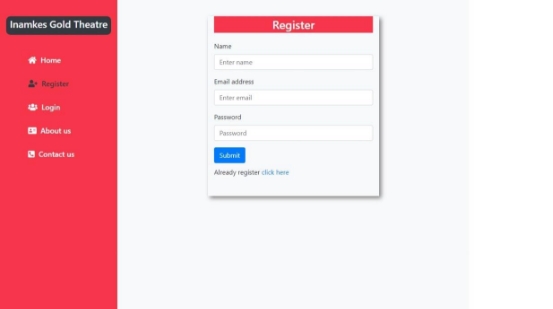 Inamkes Gold Theatre
Home
Register
Login
About us
Contact us
Register
Name
Enter name
Email address
Enter email
Password
Password
Submit
Already register click here